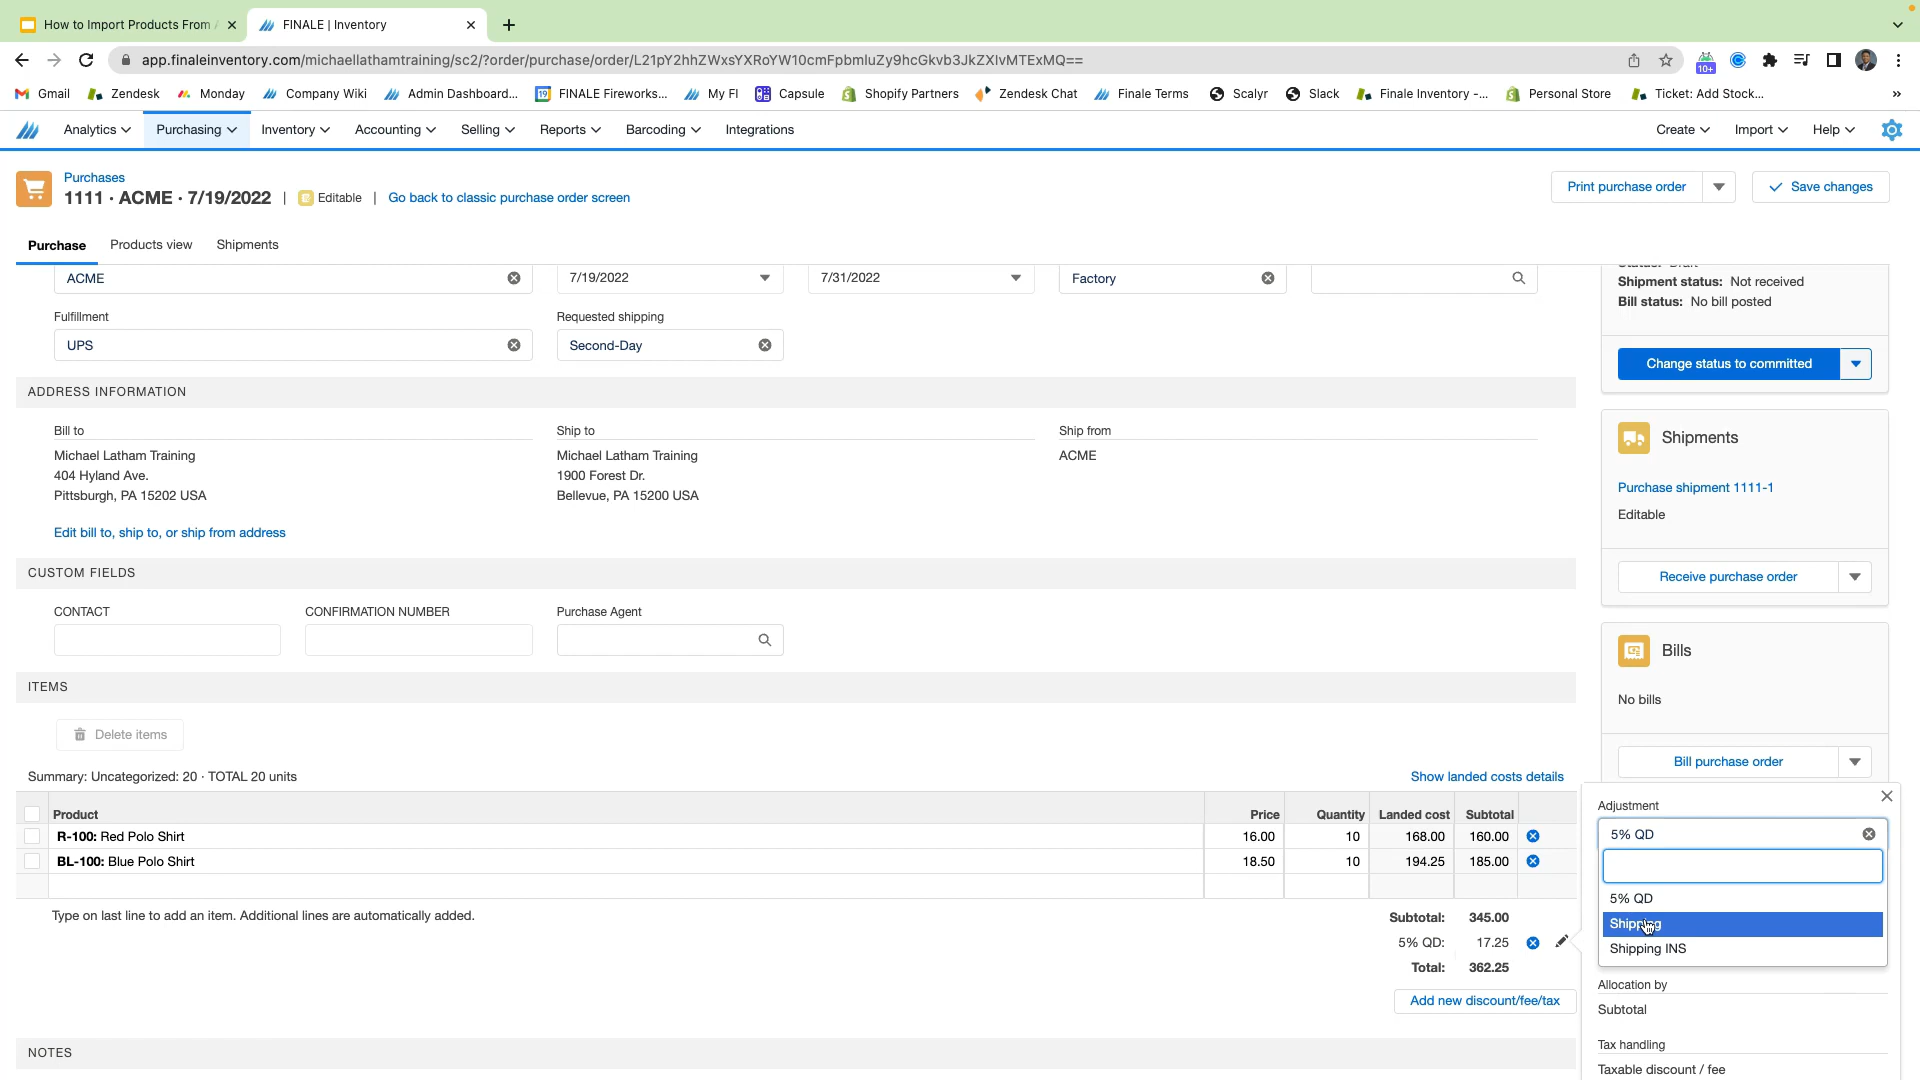 How to Import Products From A
FINALE | Inventory
app.finaleinventory.com/michaellathamtraining/sc2/?order/purchase/order/L21pY2hhZWxsYXRoYW10cmFpbmluZy9hcGkvb3JkZXIvMTExMQ==
10+
Gmail
Zendesk
Monday
Company Wiki
Admin Dashboard...
19
FINALE Fireworks...
My FI
Capsule
Shopify Partners
Zendesk Chat
Finale Terms
Scalyr
Slack
Finale Inventory -...
Personal Store
Ticket: Add Stock...
»
Analytics
Purchasing
Inventory
Accounting
Selling
Reports
Barcoding
Integrations
Create
Import
Help
Purchases
1111 · ACME · 7/19/2022 | Editable | Go back to classic purchase order screen
Print purchase order
Save changes
Purchase
Products view
Shipments
ACME
7/19/2022
7/31/2022
Factory
Fulfillment
Requested shipping
UPS
Second-Day
ADDRESS INFORMATION
Bill to
Michael Latham Training
404 Hyland Ave.
Pittsburgh, PA 15202 USA
Ship to
Michael Latham Training
1900 Forest Dr.
Bellevue, PA 15200 USA
Ship from
ACME
Edit bill to, ship to, or ship from address
CUSTOM FIELDS
CONTACT
CONFIRMATION NUMBER
Purchase Agent
ITEMS
Delete items
Summary: Uncategorized: 20 · TOTAL 20 units
Show landed costs details
Product Price Quantity Landed cost Subtotal
R-100: Red Polo Shirt 16.00 10 168.00 160.00
BL-100: Blue Polo Shirt 18.50 10 194.25 185.00
Type on last line to add an item. Additional lines are automatically added.
Subtotal: 345.00
5% QD: 17.25
Total: 362.25
Add new discount/fee/tax
NOTES
Status: Draft
Shipment status: Not received
Bill status: No bill posted
Change status to committed
Shipments
Purchase shipment 1111-1
Editable
Receive purchase order
Bills
No bills
Bill purchase order
Adjustment
5% QD
5% QD
Shipping
Shipping INS
Allocation by
Subtotal
Tax handling
Taxable discount / fee